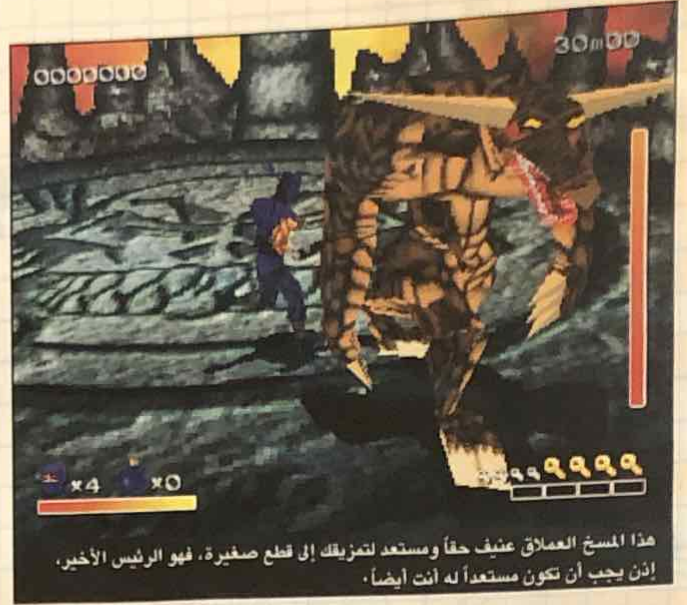 0000000
30m00
x4
x0
هذا المسخ العملاق عنيف حقاً ومستعد لتمزيقك إلى قطع صغيرة، فهو الرئيس الأخير،
إذن يجب أن تكون مستعداً له أنت أيضاً.